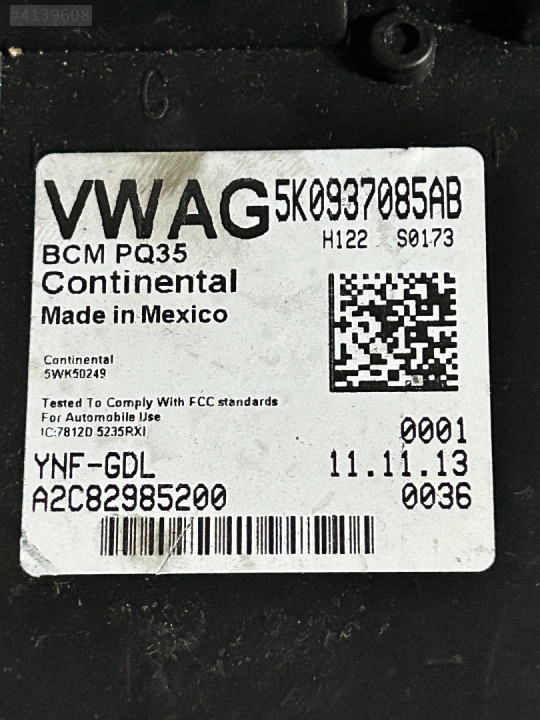 #4139608
C
VWAG 5K0937085AB
H122 S0173
BCM PQ35
Continental
Made in Mexico
Continental
5WK50249
Tested To Comply With FCC standards
For Automobile Use
IC:7812D 5235RXI
0001
YNF-GDL 11.11.13
A2C82985200 0036